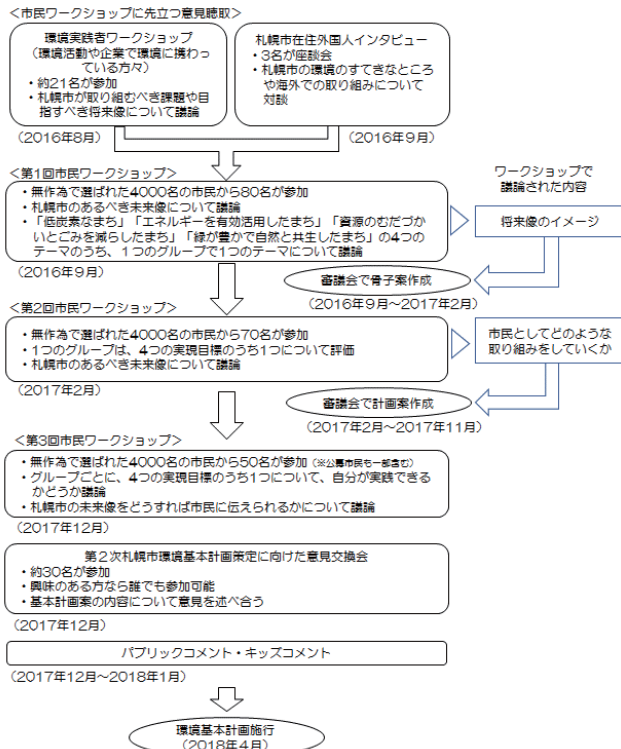 ＜市民ワークショップに先立つ意見聴取＞
環境実践者ワークショップ
（環境活動や企業で環境に携わっ
ている方々）
・約21名が参加
・札幌市が取り組むべき課題や目
指すべき将来像について議論
（2016年8月）
札幌市在住外国人インタビュー
・3名が座談会
・札幌市の環境のすてきなところ
や海外での取り組みについて
対談
（2016年9月）
＜第1回市民ワークショップ＞
・無作為で選ばれた4000名の市民から80名が参加
・札幌市のあるべき未来像について議論
・「低炭素なまち」「エネルギーを有効活用したまち」「資源のむだづか
いとごみを減らしたまち」「緑が豊かで自然と共生したまち」の4つの
テーマのうち、１つのグループで1つのテーマについて議論
（2016年9月）
ワークショップで
議論された内容
将来像のイメージ
審議会で骨子案作成
（2016年9月～2017年2月）
＜第2回市民ワークショップ＞
・無作為で選ばれた4000名の市民から70名が参加
・1つのグループは、4つの実現目標のうち1つについて評価
・札幌市のあるべき未来像について議論
（2017年2月）
市民としてどのような
取り組みをしていくか
審議会で計画案作成
（2017年2月～2017年11月）
＜第3回市民ワークショップ＞
・無作為で選ばれた4000名の市民から50名が参加（※公募市民も一部含む）
・グループごとに、4つの実現目標のうち1つについて、自分が実践できる
かどうか議論
・札幌市の未来像をどうすれば市民に伝えられるかについて議論
（2017年12月）
第２次札幌市環境基本計画策定に向けた意見交換会
・約30名が参加
・興味のある方なら誰でも参加可能
・基本計画案の内容について意見を述べ合う
（2017年12月）
パブリックコメント・キッズコメント
（2017年12月～2018年1月）
環境基本計画施行
（2018年4月）